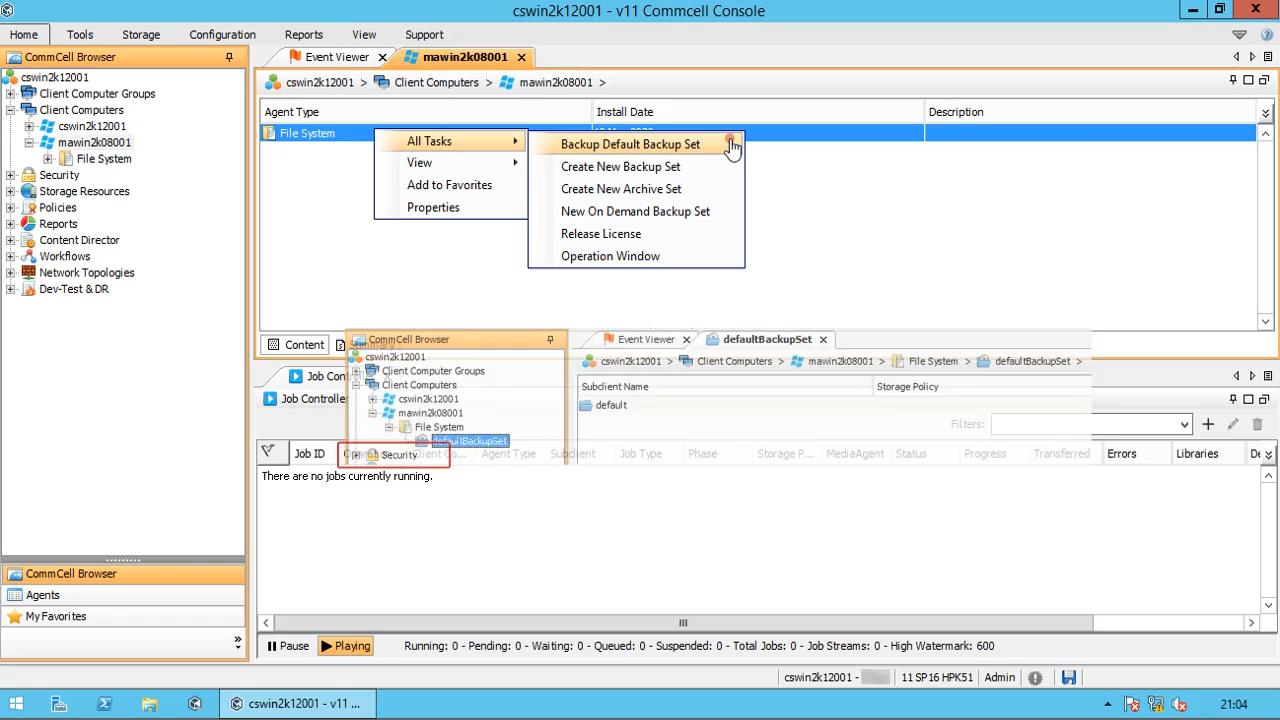 cswin2k12001 - v11 Commcell Console
Home Tools Storage Configuration Reports View Support
CommCell Browser
cswin2k12001
Client Computer Groups
Client Computers
cswin2k12001
mawin2k08001
File System
Security
Storage Resources
Policies
Reports
Content Director
Workflows
Network Topologies
Dev-Test & DR
CommCell Browser
Agents
My Favorites
Event Viewer mawin2k08001
cswin2k12001 > Client Computers > mawin2k08001 >
Agent Type Install Date Description
File System
All Tasks
View
Add to Favorites
Properties
Backup Default Backup Set
Create New Backup Set
Create New Archive Set
New On Demand Backup Set
Release License
Operation Window
Content
CommCell Browser
cswin2k12001
Client Computer Groups
Client Computers
cswin2k12001
mawin2k08001
File System
defaultBackupSet
Security
Event Viewer defaultBackupSet
cswin2k12001 > Client Computers > mawin2k08001 > File System > defaultBackupSet >
Subclient Name Storage Policy
default
Job Controller
Filters:
Job ID Agent Type Subclient Job Type Phase Storage P... MediaAgent Status Progress Transferred Errors Libraries
There are no jobs currently running.
Pause Playing Running: 0 - Pending: 0 - Waiting: 0 - Queued: 0 - Suspended: 0 - Total Jobs: 0 - Job Streams: 0 - High Watermark: 600
cswin2k12001 - 11 SP16 HPK51 Admin
cswin2k12001 - v11 ... 21:04